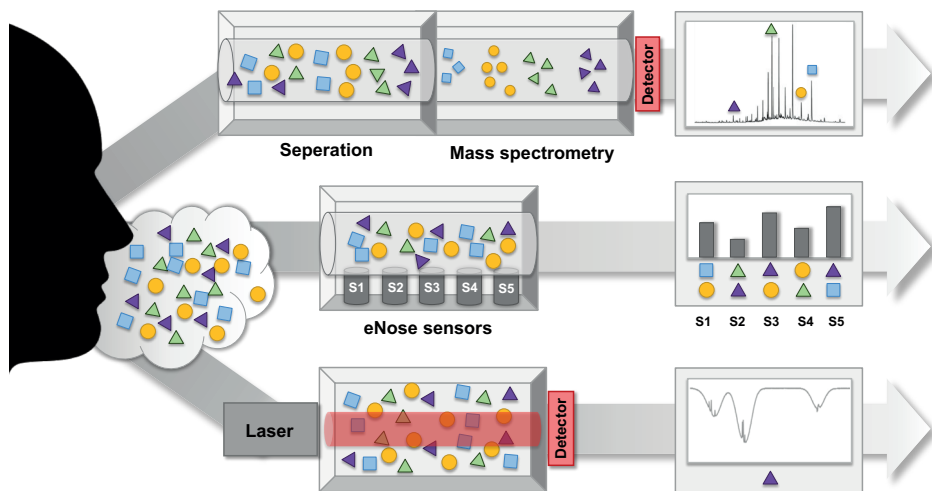 Detector
Seperation
Mass spectrometry
S1 S2 S3 S4 S5
eNose sensors
S1 S2 S3 S4 S5
Laser
Detector